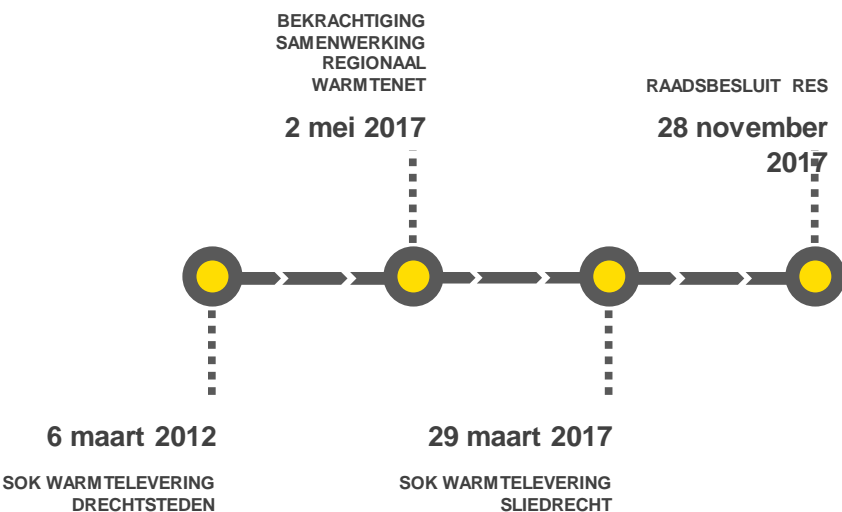 BEKRACHTIGING
SAMENWERKING
REGIONAAL
WARMTENET
2 mei 2017
RAADSBESLUIT RES
28 november
2017
6 maart 2012
SOK WARMTELEVERING
DRECHTSTEDEN
29 maart 2017
SOK WARMTELEVERING
SLIEDRECHT